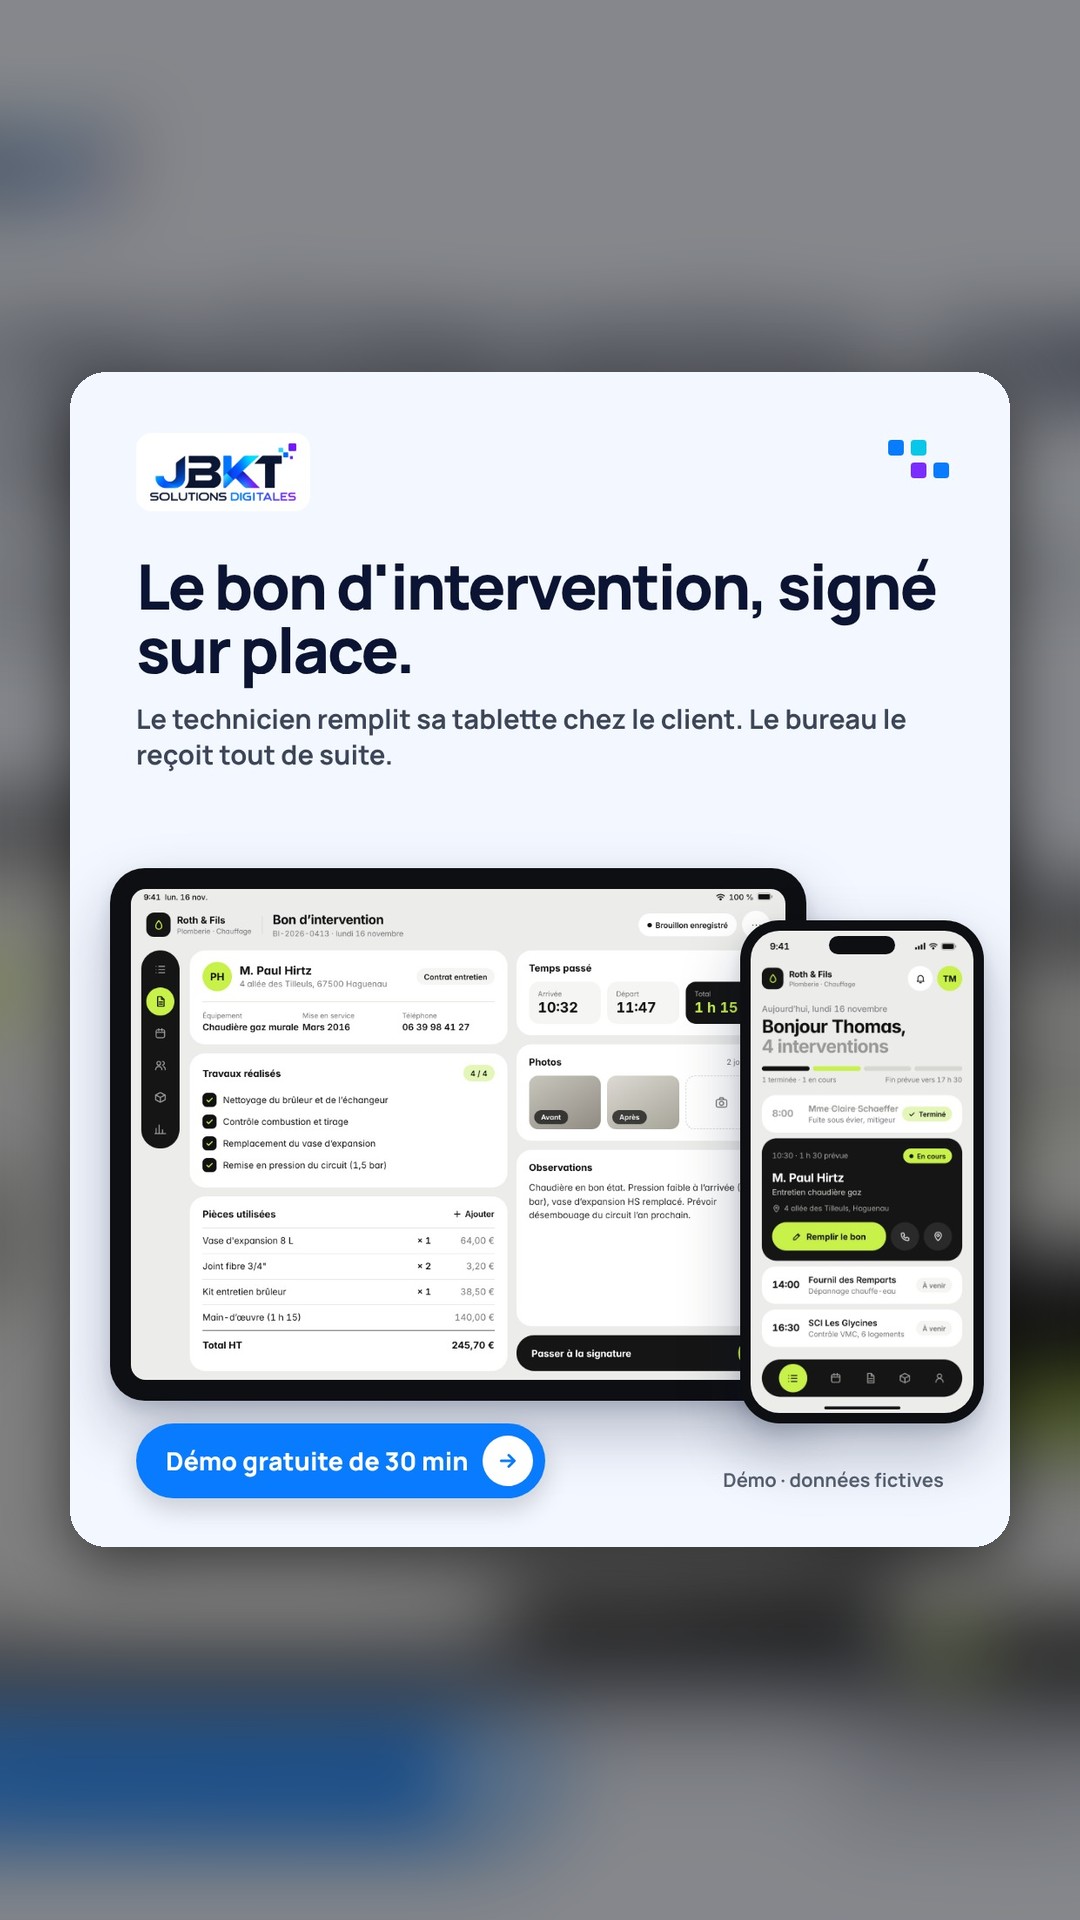 JBKT
SOLUTIONS DIGITALES
Le bon d'intervention, signé
sur place.
Le technicien remplit sa tablette chez le client. Le bureau le
reçoit tout de suite.
9:41 lun. 16 nov.
100 %
Roth & Fils
Plomberie · Chauffage
Bon d'intervention
BI-2026-0413 · lundi 16 novembre
Brouillon enregistré
PH
M. Paul Hirtz
4 allée des Tilleuls, 67500 Haguenau
Contrat entretien
Équipement
Mise en service
Téléphone
Chaudière gaz murale
Mars 2016
06 39 98 41 27
Travaux réalisés
4 / 4
Nettoyage du brûleur et de l'échangeur
Contrôle combustion et tirage
Remplacement du vase d'expansion
Remise en pression du circuit (1,5 bar)
Pièces utilisées
+ Ajouter
Vase d'expansion 8 L × 1 64,00 €
Joint fibre 3/4" × 2 3,20 €
Kit entretien brûleur × 1 38,50 €
Main-d'œuvre (1 h 15) 140,00 €
Total HT 245,70 €
Temps passé
Arrivée
10:32
Départ
11:47
Total
1 h 15
Photos
2 jo
Avant
Après
Observations
Chaudière en bon état. Pression faible à l'arrivée (
bar), vase d'expansion HS remplacé. Prévoir
désembouage du circuit l'an prochain.
Passer à la signature
9:41
Roth & Fils
Plomberie · Chauffage
TM
Aujourd'hui, lundi 16 novembre
Bonjour Thomas,
4 interventions
1 terminée · 1 en cours
Fin prévue vers 17 h 30
8:00
Mme Claire Schaeffer
Fuite sous évier, mitigeur
Terminé
10:30 · 1 h 30 prévue
En cours
M. Paul Hirtz
Entretien chaudière gaz
4 allée des Tilleuls, Haguenau
Remplir le bon
14:00
Fournil des Remparts
Dépannage chauffe-eau
À venir
16:30
SCI Les Glycines
Contrôle VMC, 6 logements
À venir
Démo gratuite de 30 min
Démo · données fictives